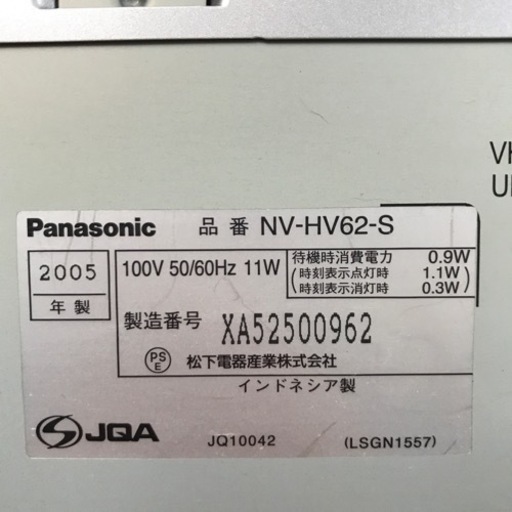 VH
UH
Panasonic 品番 NV-HV62-S
2005
年製
100V 50/60Hz 11W
待機時消費電力 0.9W
(時刻表示点灯時 1.1W)
(時刻表示消灯時 0.3W)
製造番号 XA52500962
PS
E
松下電器産業株式会社
インドネシア製
JQA
JQ10042
(LSGN1557)